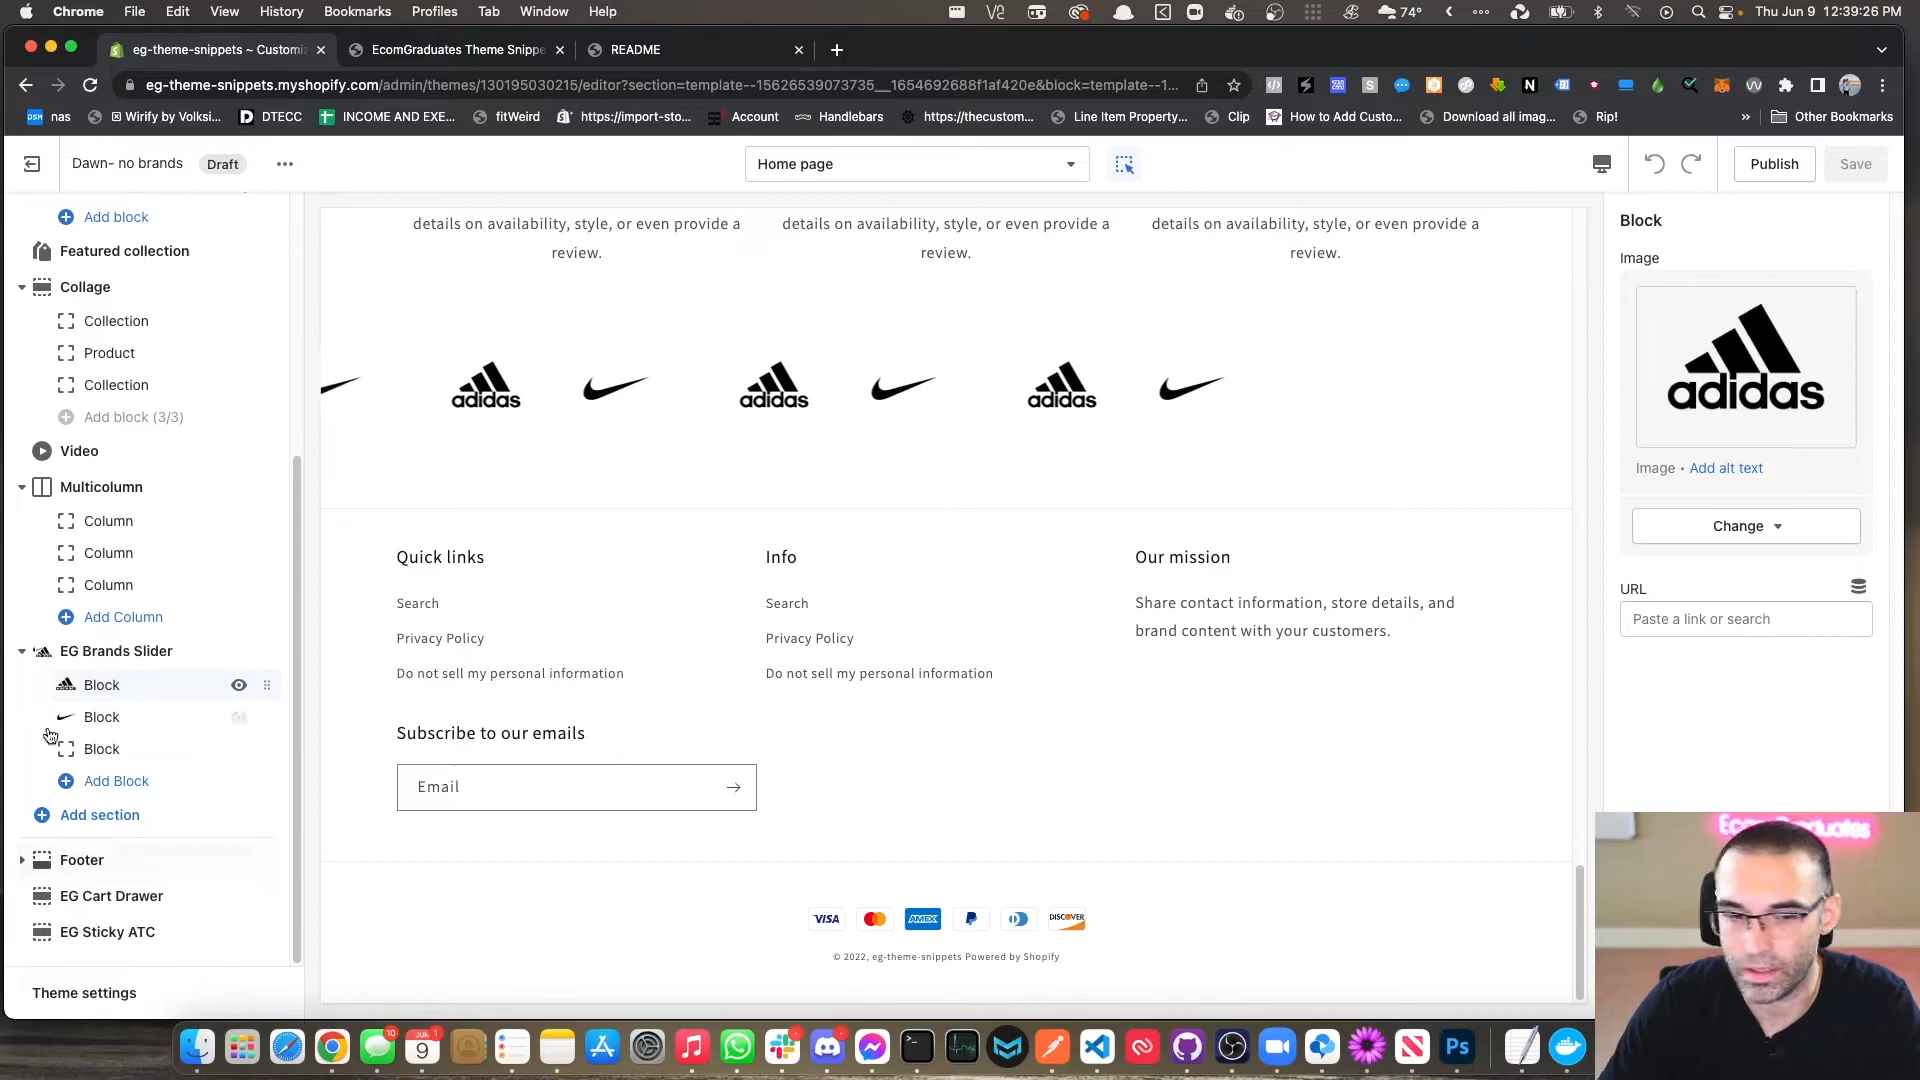 Chrome File Edit View History Bookmarks Profiles Tab Window Help
74° Thu Jun 9 12:39:26 PM
eg-theme-snippets ~ Customiz
EcomGraduates Theme Snippe
README
eg-theme-snippets.myshopify.com/admin/themes/130195030215/editor?section=template--15626539073735__1654692688f1af420e&block=template--1...
nas
Wirify by Volksi...
DTECC
INCOME AND EXE...
fitWeird
https://import-sto...
Account
Handlebars
https://thecustom...
Line Item Property...
Clip
How to Add Custo...
Download all imag...
Rip!
»
Other Bookmarks
Dawn- no brands
Draft
Home page
Publish
Save
Add block
Featured collection
Collage
Collection
Product
Collection
Add block (3/3)
Video
Multicolumn
Column
Column
Column
Add Column
EG Brands Slider
Block
Block
Block
Add Block
Add section
Footer
EG Cart Drawer
EG Sticky ATC
Theme settings
details on availability, style, or even provide a review.
details on availability, style, or even provide a review.
details on availability, style, or even provide a review.
adidas
adidas
adidas
Quick links
Search
Privacy Policy
Do not sell my personal information
Info
Search
Privacy Policy
Do not sell my personal information
Our mission
Share contact information, store details, and
brand content with your customers.
Subscribe to our emails
Email
VISA
AMEX
DISCOVER
© 2022, eg-theme-snippets Powered by Shopify
Block
Image
adidas
Image • Add alt text
Change
URL
Paste a link or search
EcomGraduates
10
JUN
9
1
Ps